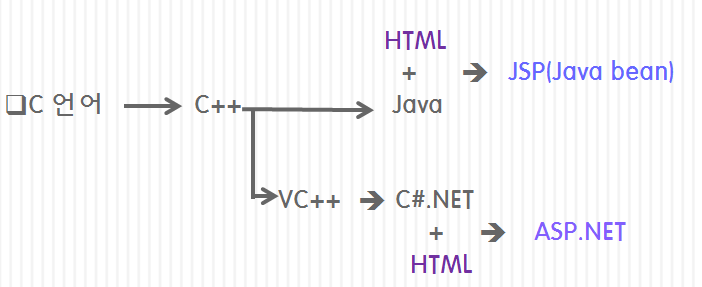 HTML
+
Java
➔ JSP(Java bean)
❑C 언어
C++
VC++ ➔ C#.NET
+
HTML
➔ ASP.NET